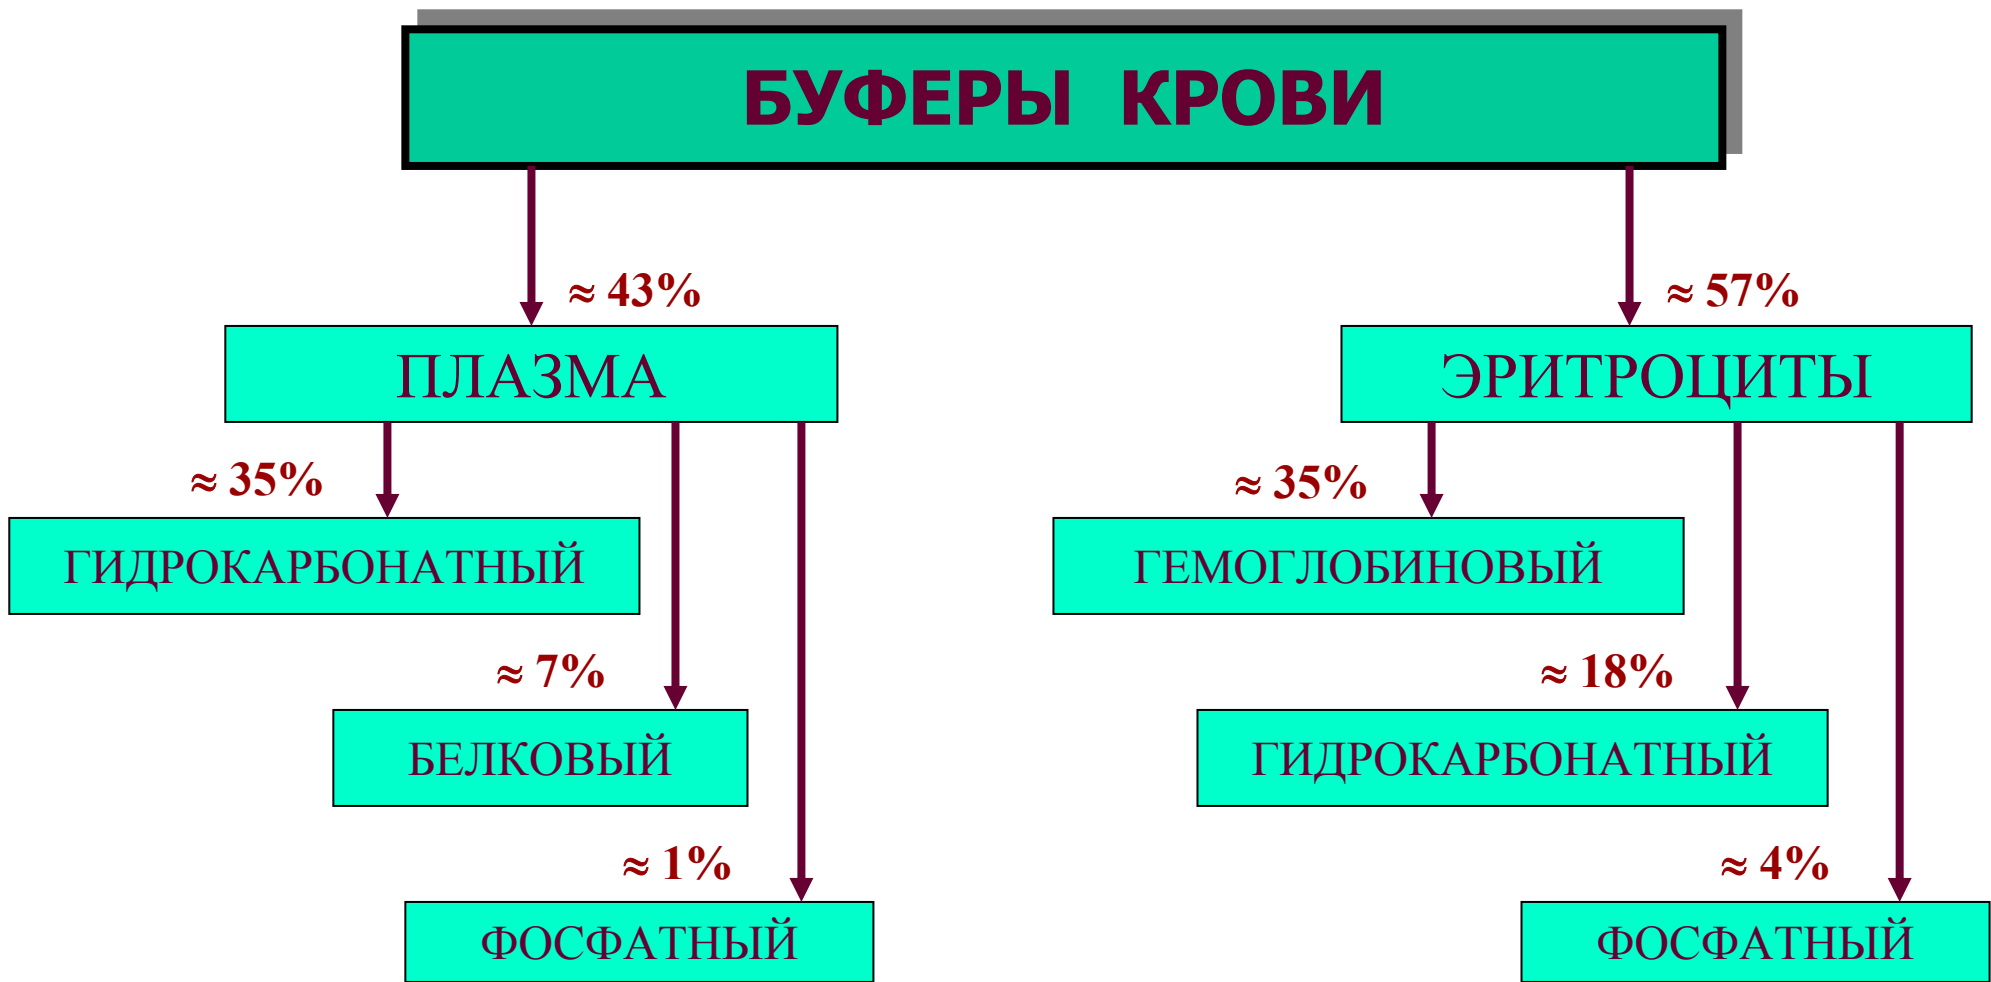 БУФЕРЫ КРОВИ
≈ 43%
≈ 57%
ПЛАЗМА
ЭРИТРОЦИТЫ
≈ 35%
≈ 35%
ГИДРОКАРБОНАТНЫЙ
ГЕМОГЛОБИНОВЫЙ
≈ 7%
≈ 18%
БЕЛКОВЫЙ
ГИДРОКАРБОНАТНЫЙ
≈ 1%
≈ 4%
ФОСФАТНЫЙ
ФОСФАТНЫЙ